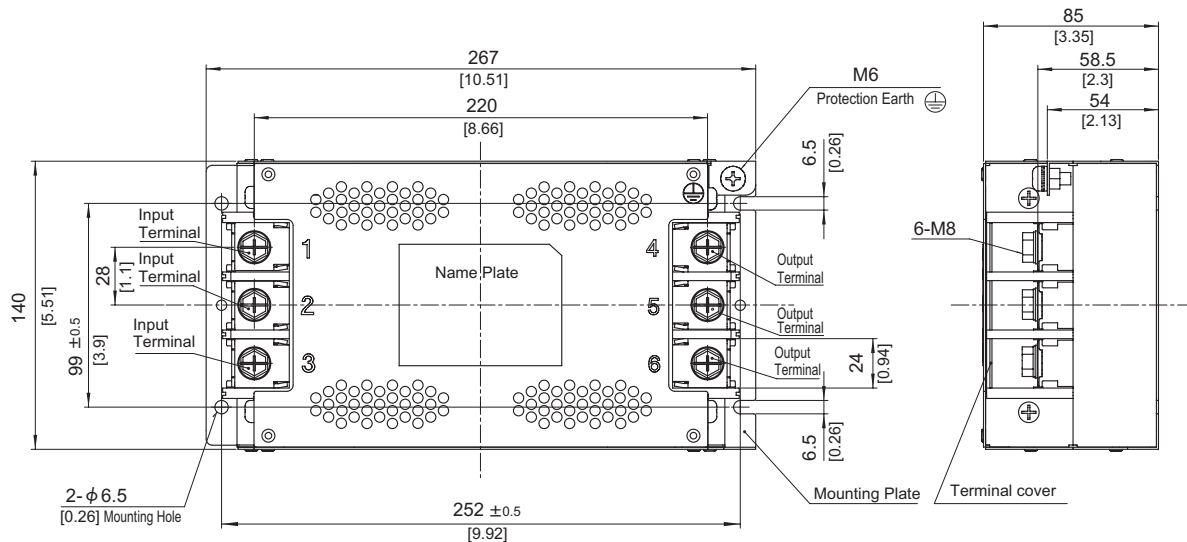 267
[10.51]
220
[8.66]
M6
Protection Earth
6.5
[0.26]
85
[3.35]
58.5
[2.3]
54
[2.13]
140
[5.51]
99 ±0.5
[3.9]
28
[1.1]
Input
Terminal
Input
Terminal
Input
Terminal
1
2
3
Name Plate
4
5
6
Output
Terminal
Output
Terminal
Output
Terminal
24
[0.94]
6.5
[0.26]
6-M8
2-ϕ6.5
[0.26] Mounting Hole
252 ±0.5
[9.92]
Mounting Plate
Terminal cover